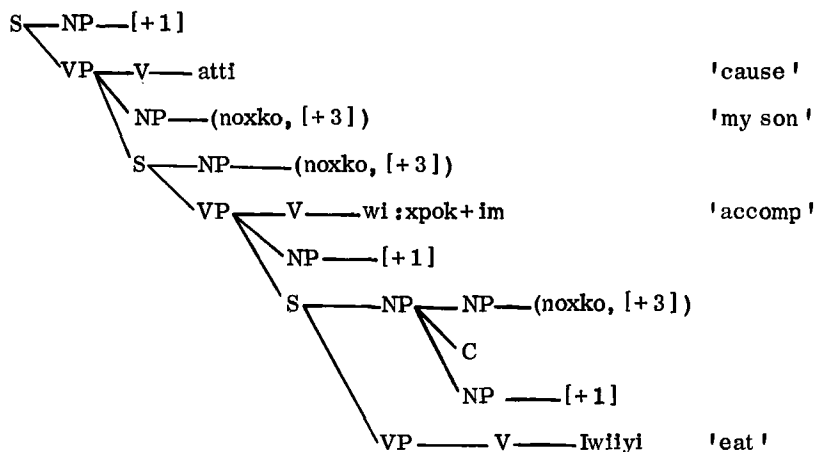 S NP [+1]
VP V atti 'cause'
NP (noxko, [+3]) 'my son'
S NP (noxko, [+3])
VP V wi:xpok+im 'accomp'
NP [+1]
S NP NP (noxko, [+3])
C
NP [+1]
VP V Iwilyi 'eat'